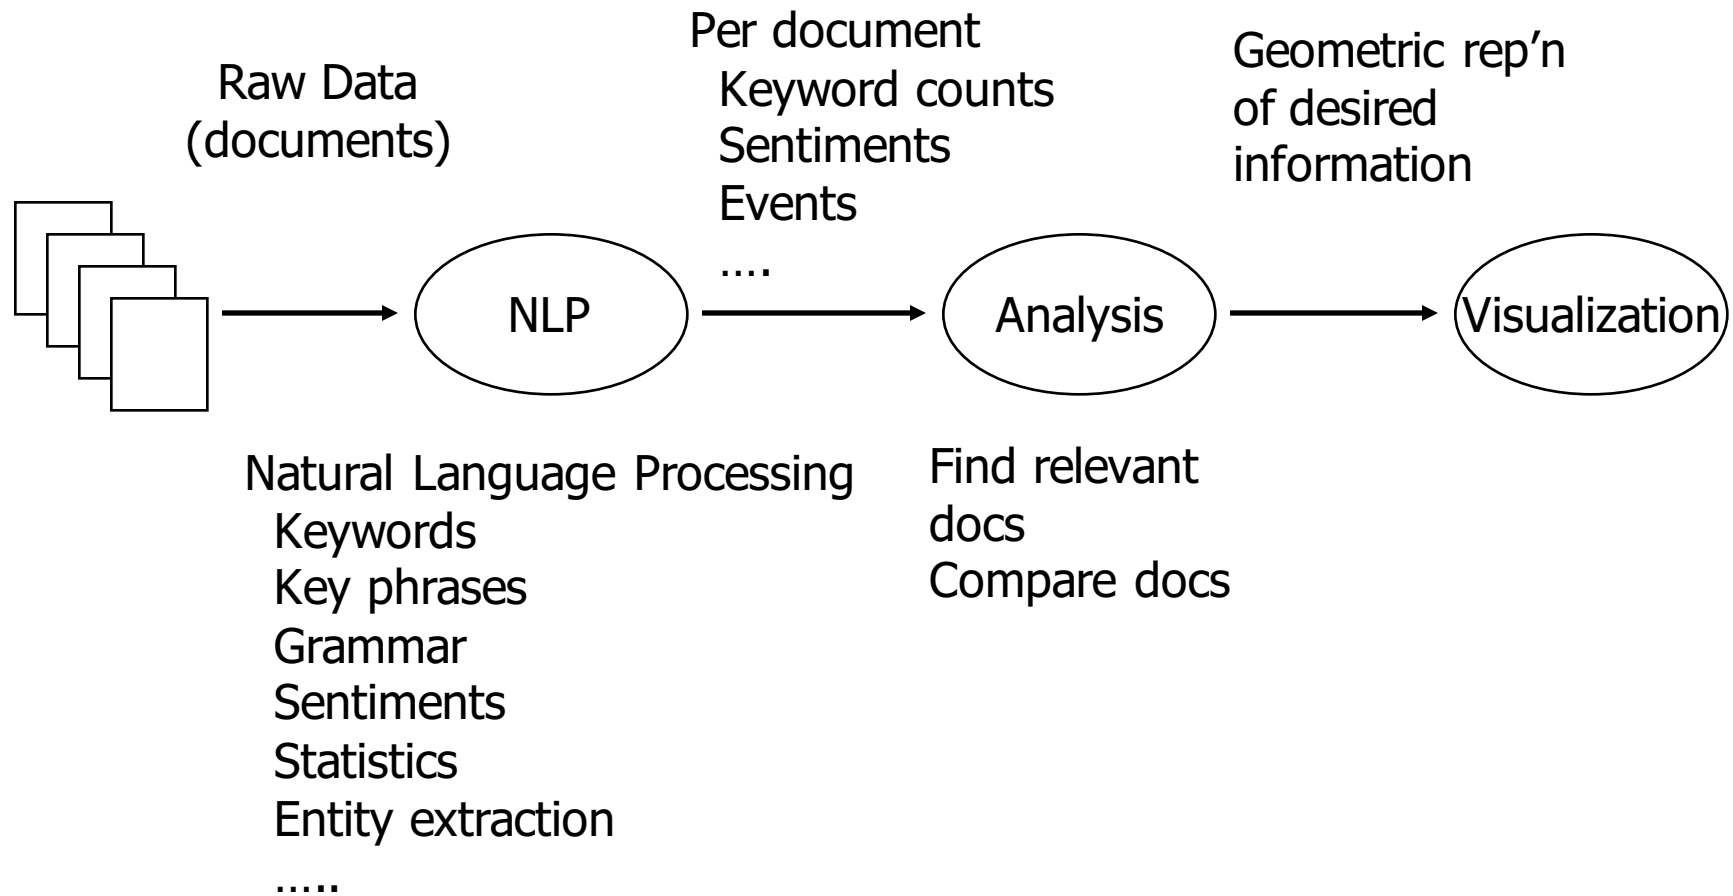 Raw Data
(documents)
Per document
Keyword counts
Sentiments
Events
….
Geometric rep’n
of desired
information
NLP
Analysis
Visualization
Natural Language Processing
Keywords
Key phrases
Grammar
Sentiments
Statistics
Entity extraction
…..
Find relevant
docs
Compare docs